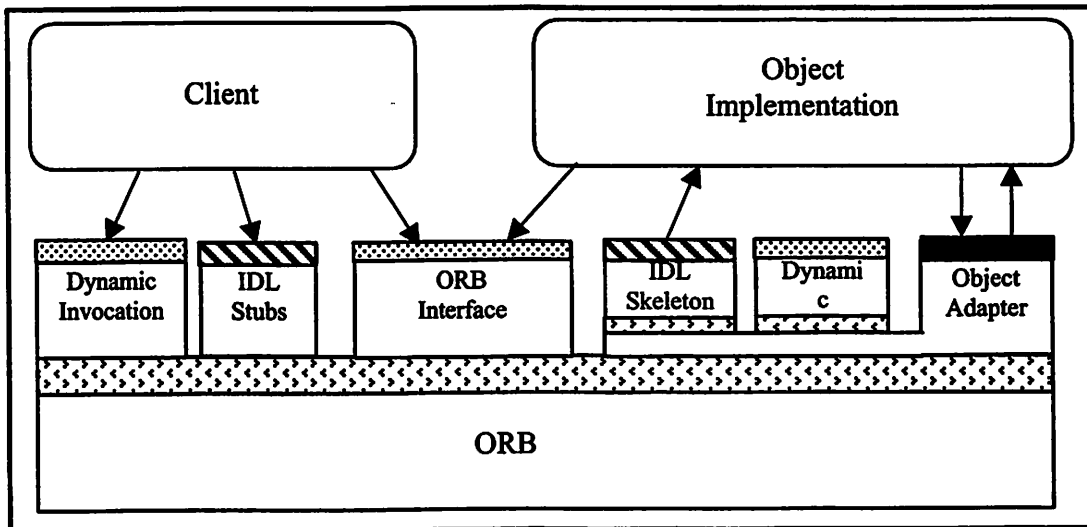 Client
Object
Implementation
Dynamic
Invocation
IDL
Stubs
ORB
Interface
IDL
Skeleton
Dynami
c
Object
Adapter
ORB